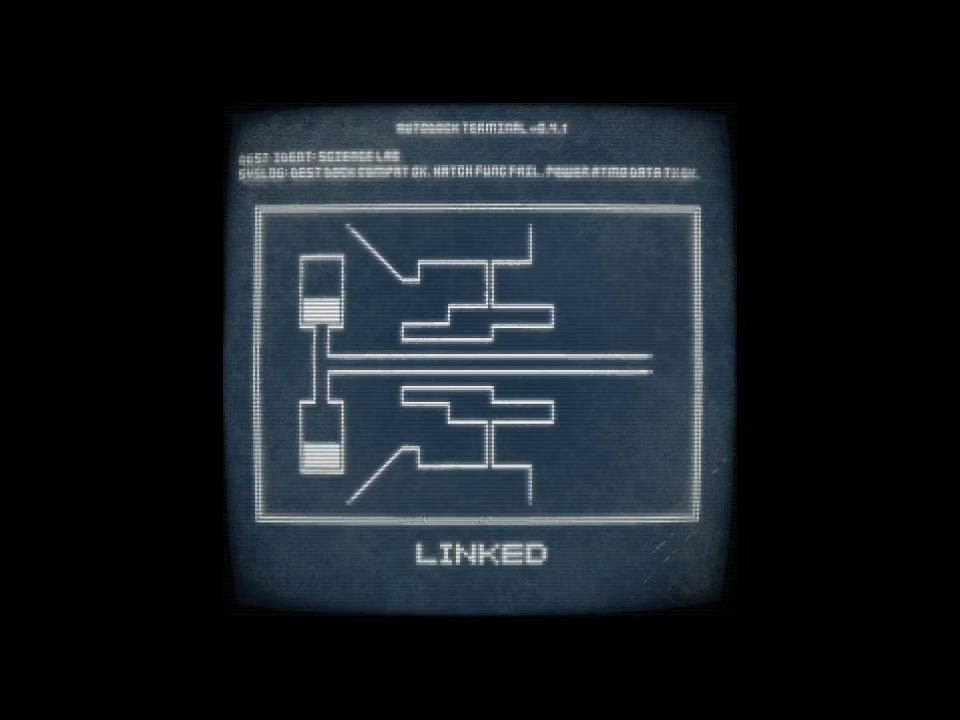 AUTODOCK TERMINAL v0.4.1
DEST IDENT: SCIENCE LAB
SYSLOG: DEST DOCK COMPAT OK. HATCH FUNC FAIL. POWER ATMO DATA TX OK.
LINKED